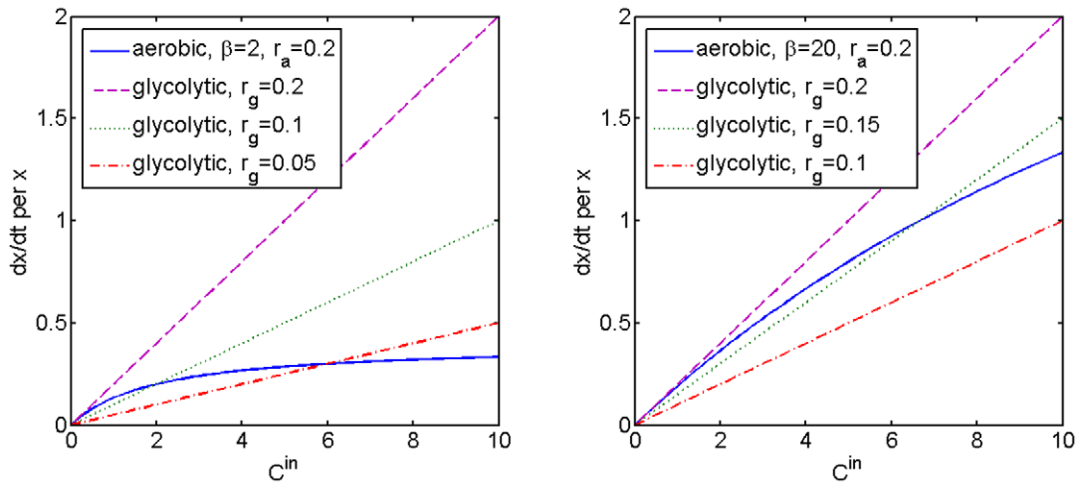 2
1.5
1
0.5
0
0
2
4
6
8
10
dx/dt per x
C^in
aerobic, β=2, r_a=0.2
glycolytic, r_g=0.2
glycolytic, r_g=0.1
glycolytic, r_g=0.05
2
1.5
1
0.5
0
0
2
4
6
8
10
dx/dt per x
C^in
aerobic, β=20, r_a=0.2
glycolytic, r_g=0.2
glycolytic, r_g=0.15
glycolytic, r_g=0.1